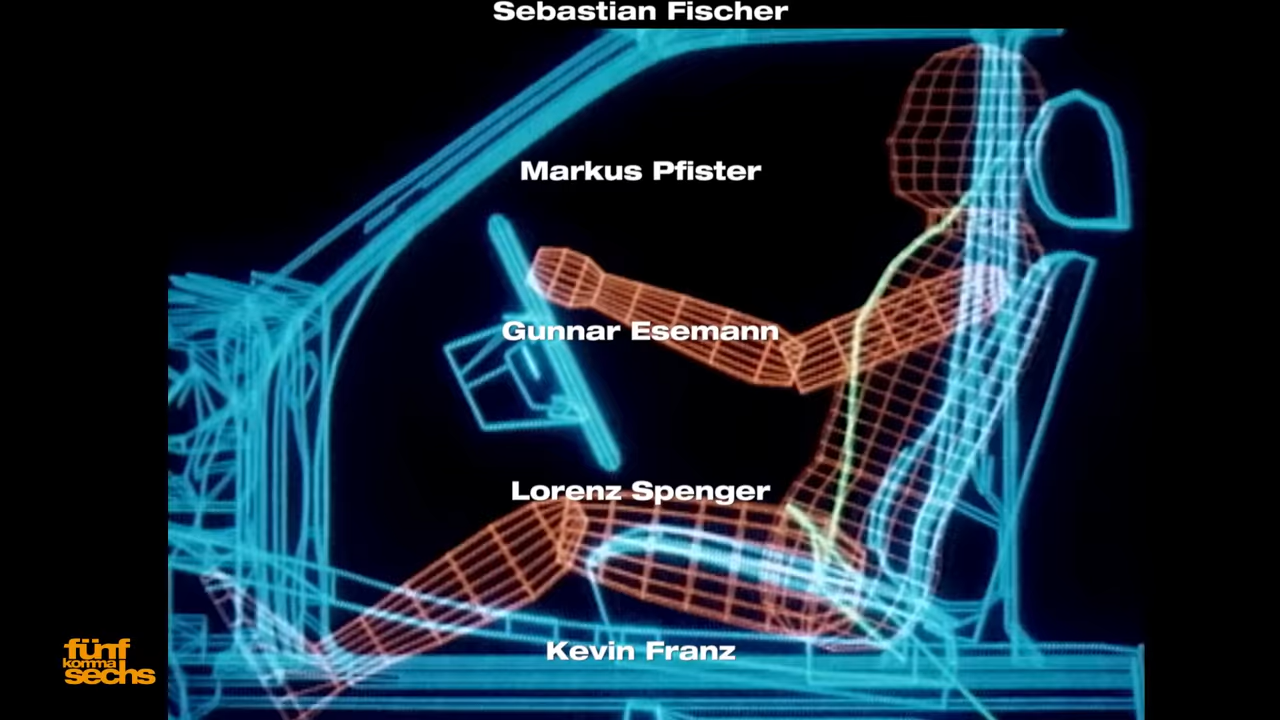 Sebastian Fischer
Markus Pfister
Gunnar Esemann
Lorenz Spenger
Kevin Franz
fünf
komma
sechs